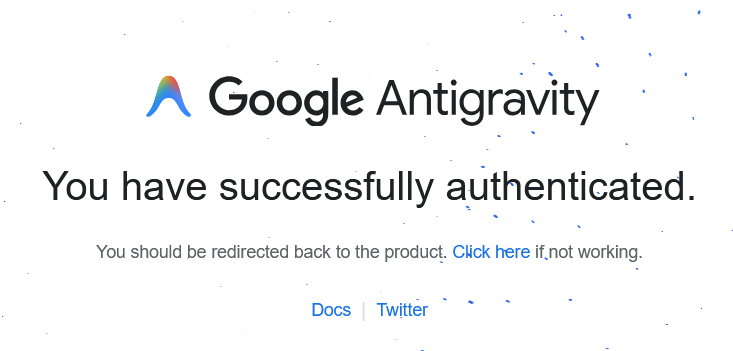 Google Antigravity
You have successfully authenticated.
You should be redirected back to the product. Click here if not working.
Docs | Twitter